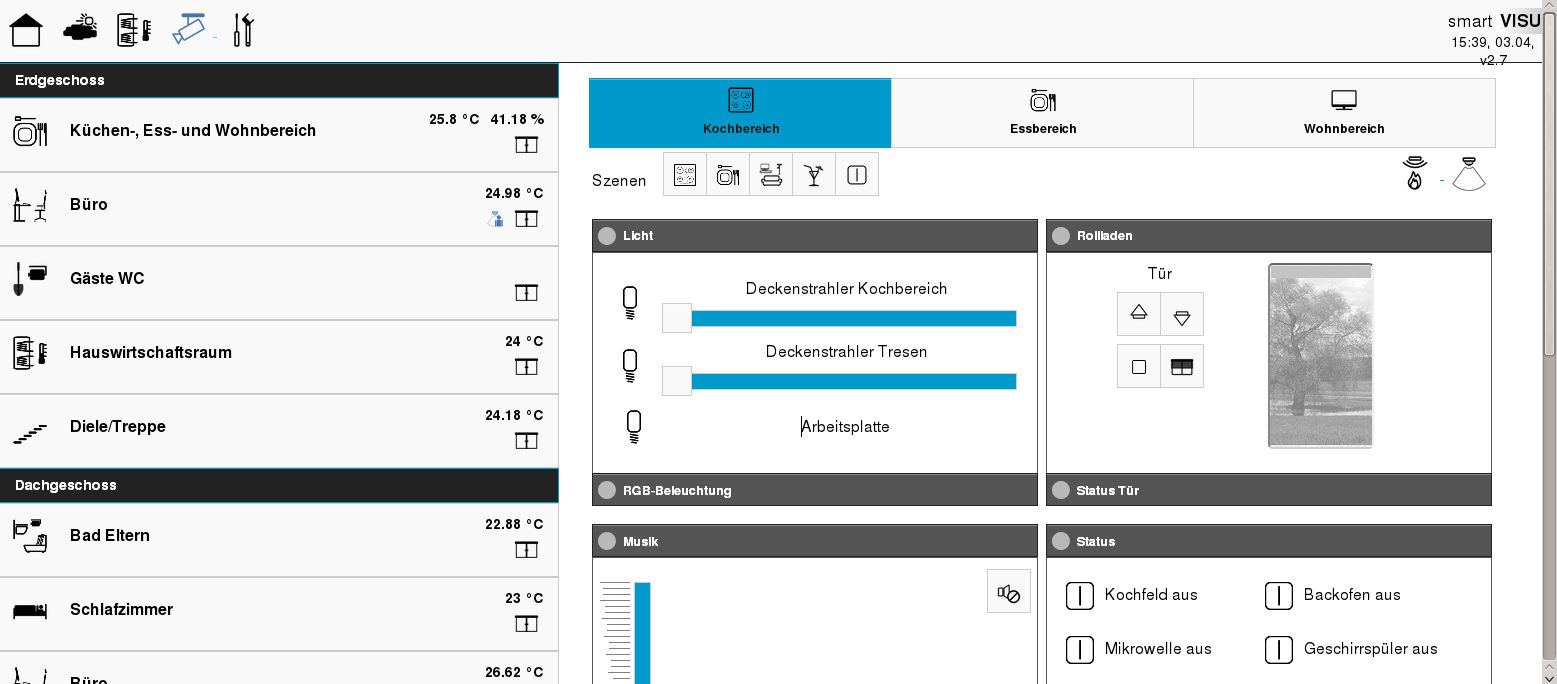 smart VISU
15:39, 03.04,
v2.7
Erdgeschoss
Küchen-, Ess- und Wohnbereich
25.8 °C 41.18 %
Büro
24.98 °C
Gäste WC
Hauswirtschaftsraum
24 °C
Diele/Treppe
24.18 °C
Dachgeschoss
Bad Eltern
22.88 °C
Schlafzimmer
23 °C
Büro
26.62 °C
Kochbereich
Essbereich
Wohnbereich
Szenen
-
Licht
Deckenstrahler Kochbereich
Deckenstrahler Tresen
Arbeitsplatte
RGB-Beleuchtung
Rollladen
Tür
Status Tür
Musik
Status
Kochfeld aus
Backofen aus
Mikrowelle aus
Geschirrspüler aus